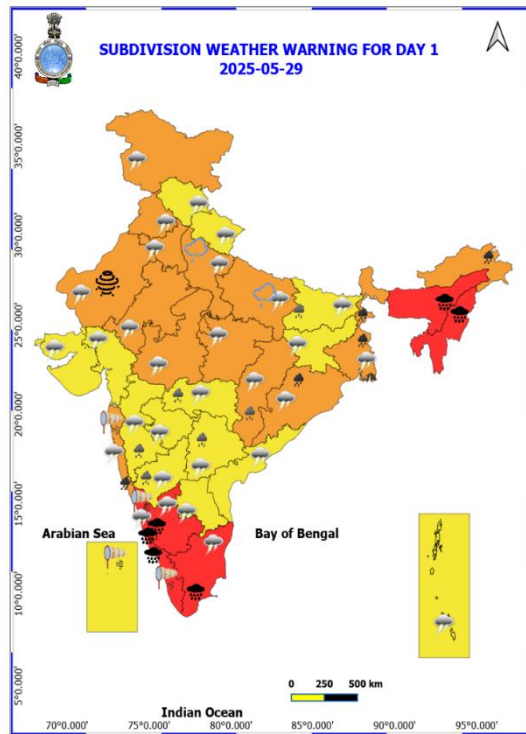 SUBDIVISION WEATHER WARNING FOR DAY 1
2025-05-29
40°0.000'
35°0.000'
30°0.000'
25°0.000'
20°0.000'
15°0.000'
10°0.000'
5°0.000'
Arabian Sea
Bay of Bengal
0 250 500 km
Indian Ocean
70°0.000' 75°0.000' 80°0.000' 85°0.000' 90°0.000' 95°0.000'